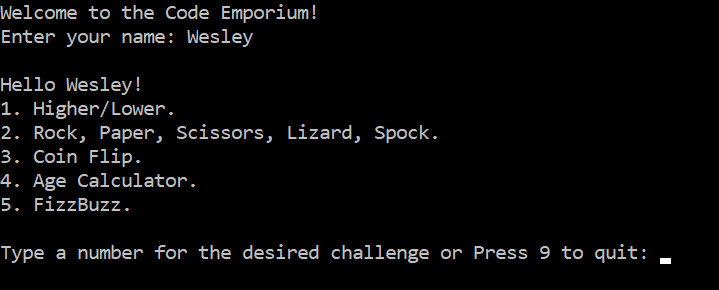 Welcome to the Code Emporium!
Enter your name: Wesley
Hello Wesley!
1. Higher/Lower.
2. Rock, Paper, Scissors, Lizard, Spock.
3. Coin Flip.
4. Age Calculator.
5. FizzBuzz.
Type a number for the desired challenge or Press 9 to quit: